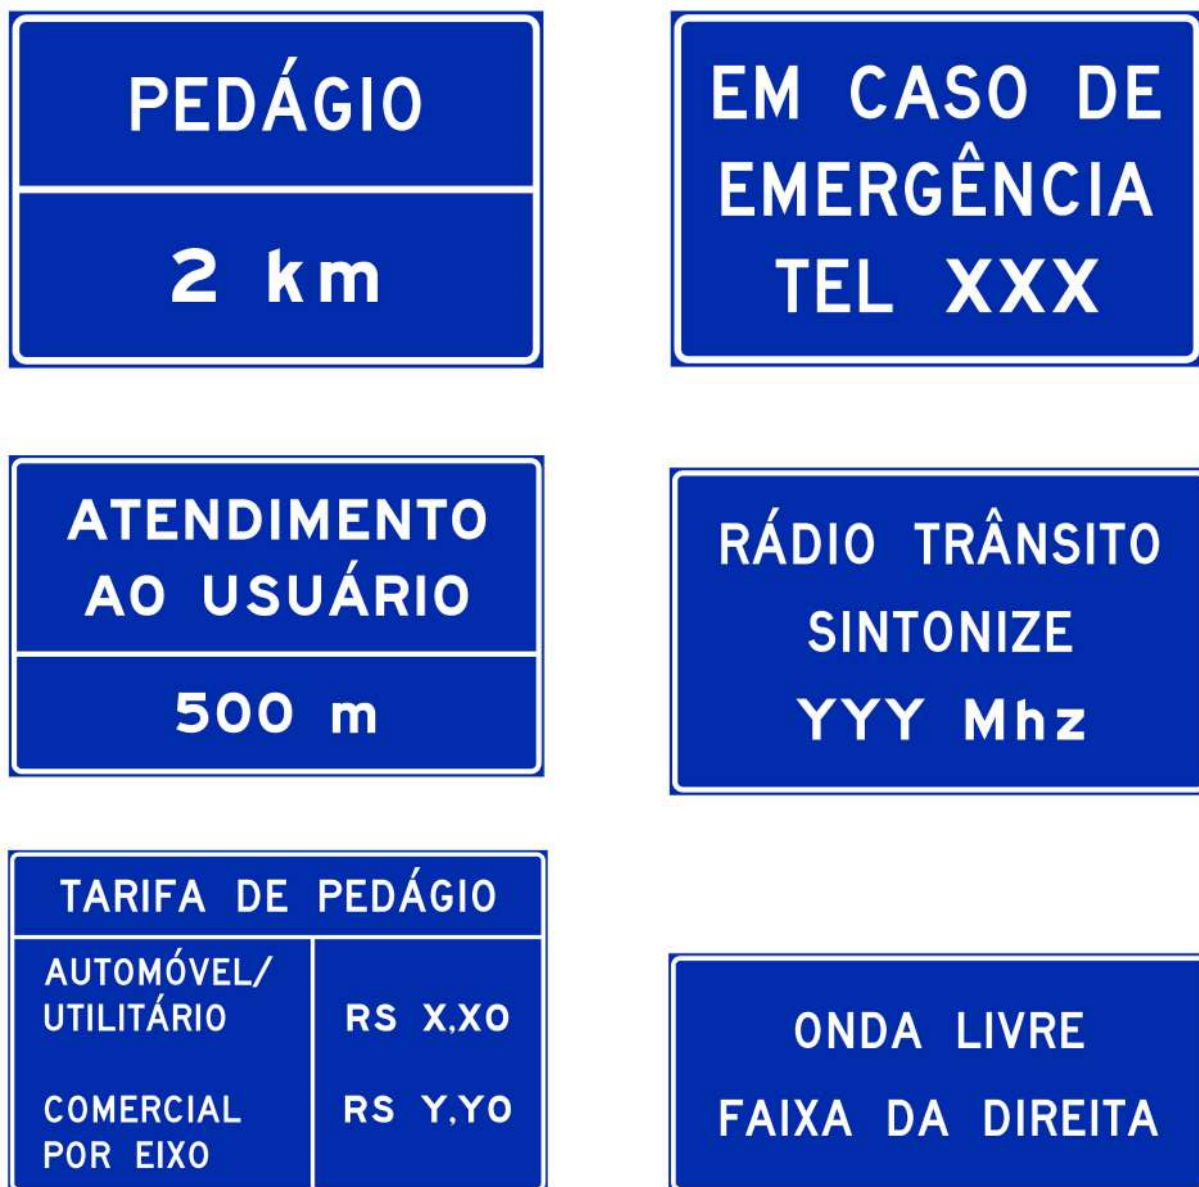 PEDÁGIO
2 km
EM CASO DE
EMERGÊNCIA
TEL XXX
ATENDIMENTO
AO USUÁRIO
500 m
RÁDIO TRÂNSITO
SINTONIZE
YYY Mhz
TARIFA DE PEDÁGIO
AUTOMÓVEL/
UTILITÁRIO RS X,XO
COMERCIAL RS Y,YO
POR EIXO
ONDA LIVRE
FAIXA DA DIREITA